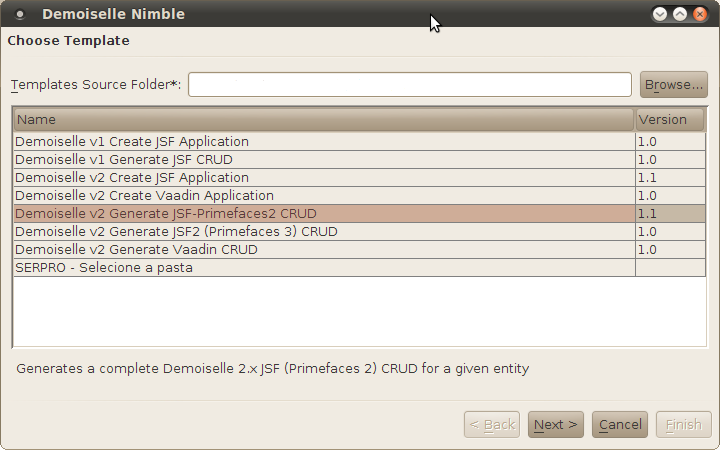 Demoiselle Nimble
Choose Template
Templates Source Folder*: Browse...
Name Version
Demoiselle v1 Create JSF Application 1.0
Demoiselle v1 Generate JSF CRUD 1.0
Demoiselle v2 Create JSF Application 1.1
Demoiselle v2 Create Vaadin Application 1.0
Demoiselle v2 Generate JSF-Primefaces2 CRUD 1.1
Demoiselle v2 Generate JSF2 (Primefaces 3) CRUD 1.0
Demoiselle v2 Generate Vaadin CRUD 1.0
SERPRO - Selecione a pasta
Generates a complete Demoiselle 2.x JSF (Primefaces 2) CRUD for a given entity
< Back Next > Cancel Finish